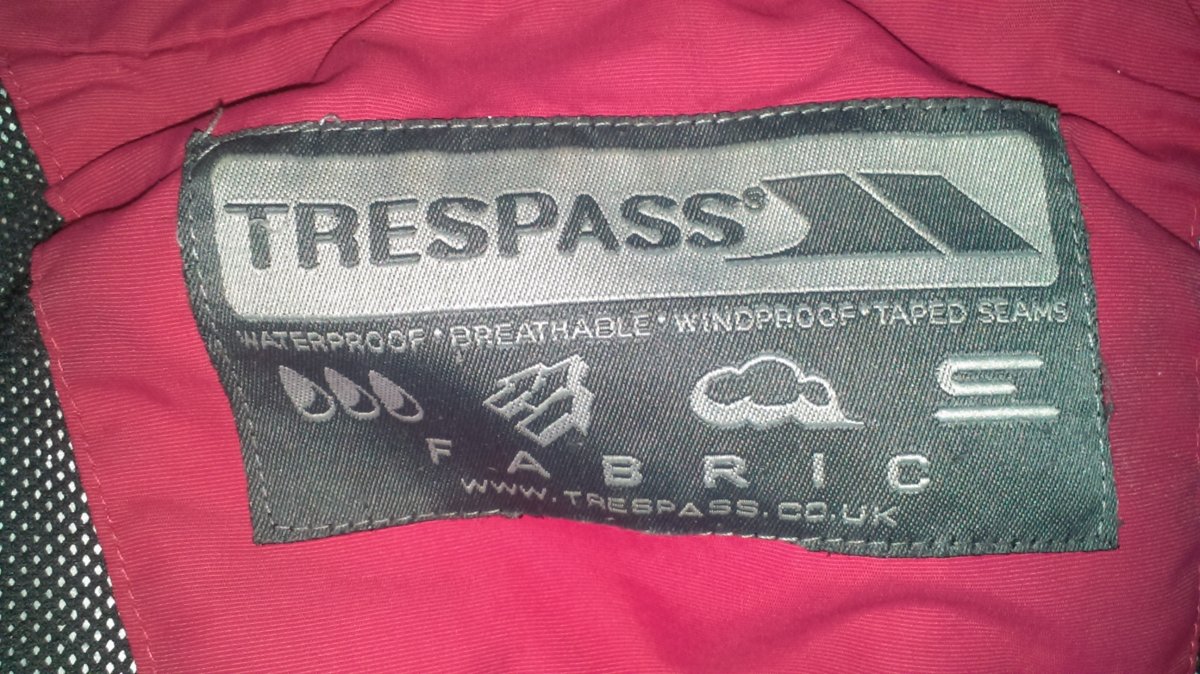 TRESPASS®
WATERPROOF • BREATHABLE • WINDPROOF • TAPED SEAMS
FABRIC
WWW.TRESPASS.CO.UK